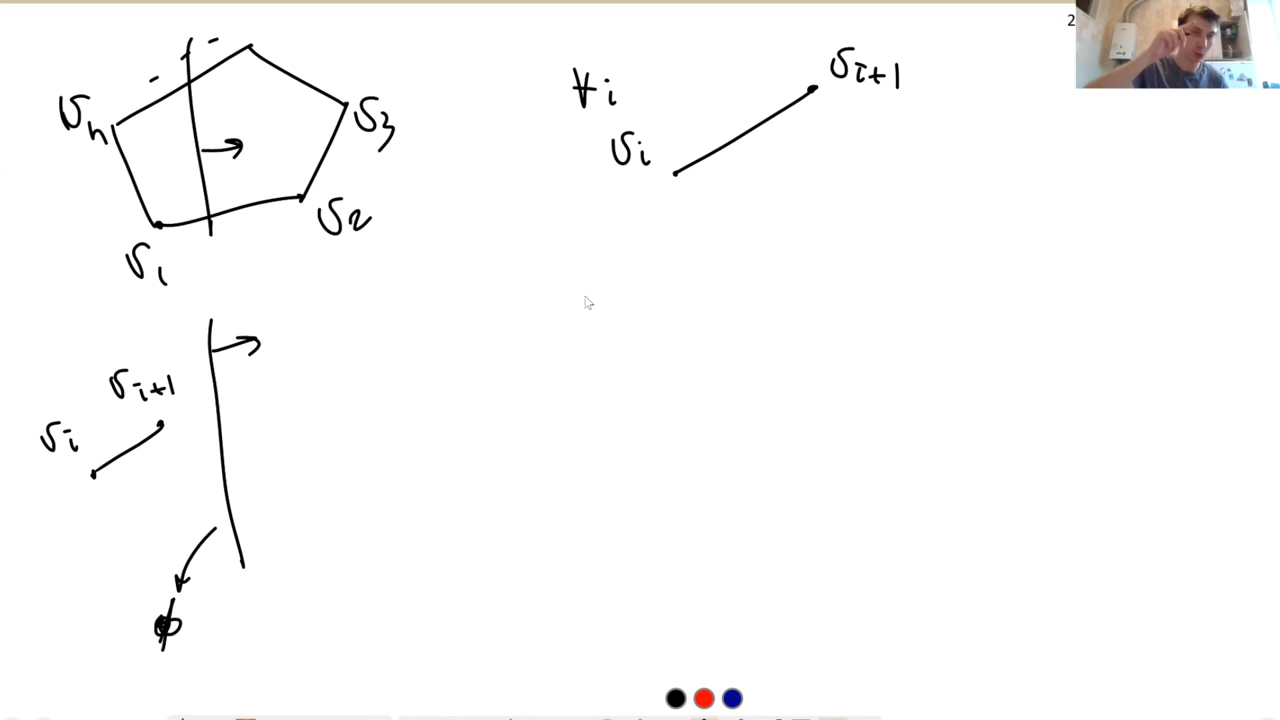 ∀i
v_{i+1}
v_i
v_n
v_3
v_2
v_1
v_{i+1}
v_i
∅
2